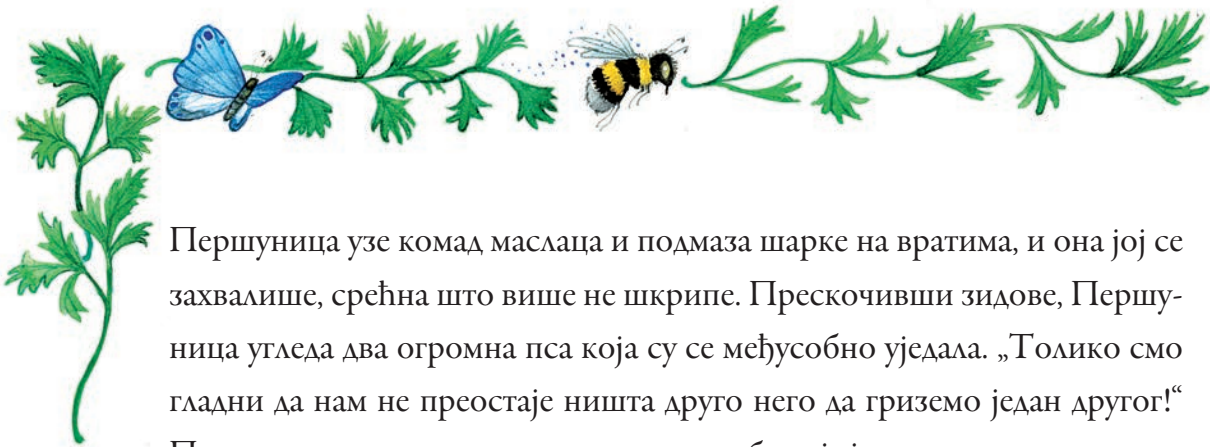 Першуница узе комад маслаца и подмаза шарке на вратима, и она јој се
захвалише, срећна што више не шкрипе. Прескочивши зидове, Першу-
ница угледа два огромна пса која су се међусобно уједала. „Толико смо
гладни да нам не преостаје ништа друго него да гриземо један другог!“